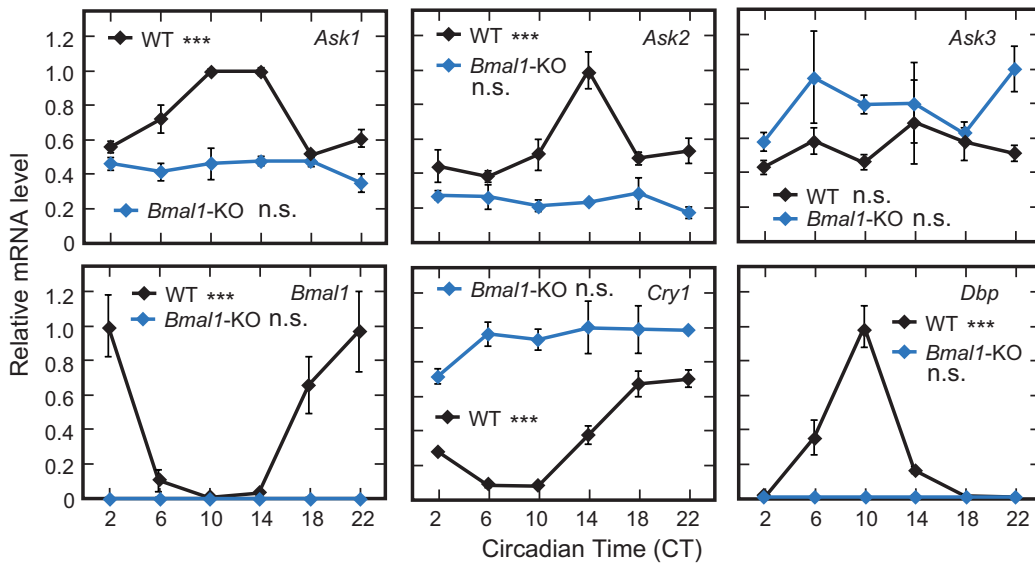 Relative mRNA level
1.2
1.0
0.8
0.6
0.4
0.2
0
WT ***
Ask1
Bmal1-KO n.s.
WT ***
Ask2
Bmal1-KO
n.s.
Ask3
WT n.s.
Bmal1-KO n.s.
1.2
1.0
0.8
0.6
0.4
0.2
0
WT ***
Bmal1
Bmal1-KO n.s.
2 6 10 14 18 22
Bmal1-KO n.s.
Cry1
WT ***
2 6 10 14 18 22
Dbp
WT ***
Bmal1-KO
n.s.
2 6 10 14 18 22
Circadian Time (CT)